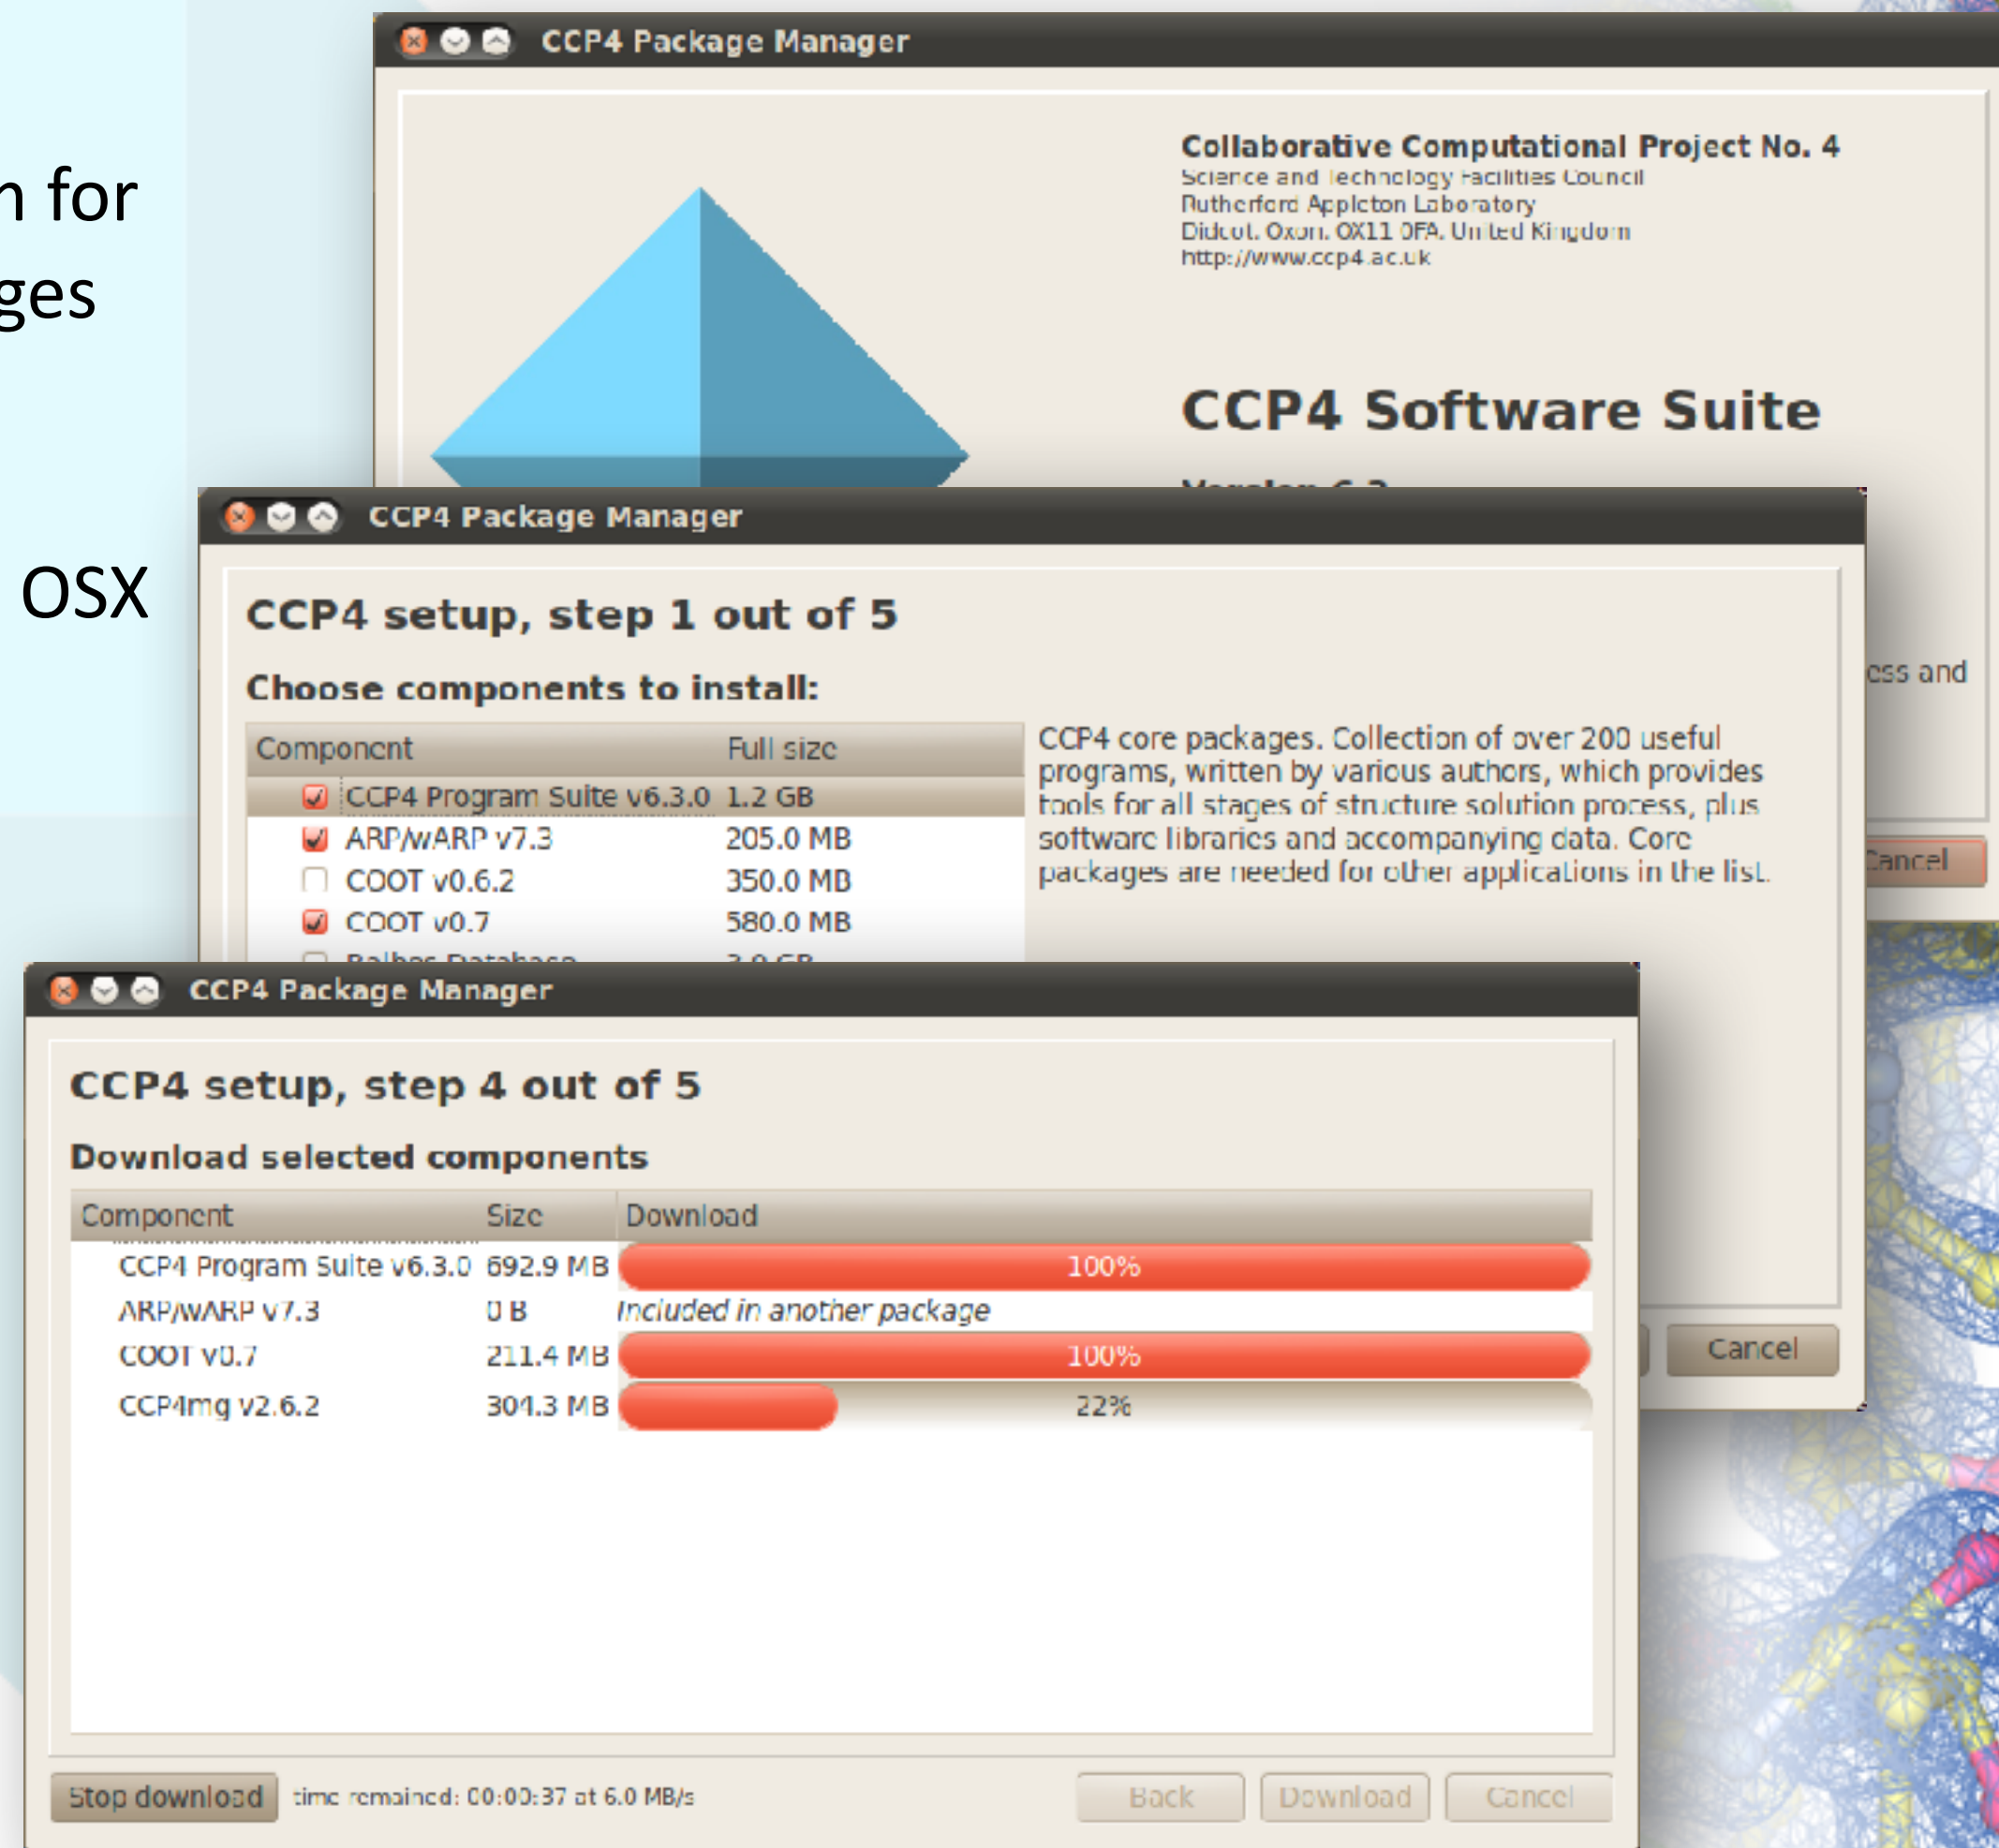 for
ges
OSX
CCP4 Package Manager
Collaborative Computational Project No. 4
Science and Technology Facilities Council
Rutherford Appleton Laboratory
Didcot, Oxon, OX11 0FA, United Kingdom
http://www.ccp4.ac.uk
CCP4 Software Suite
ess and
Cancel
CCP4 Package Manager
CCP4 setup, step 1 out of 5
Choose components to install:
Component Full size
CCP4 Program Suite v6.3.0 1.2 GB
ARP/wARP v7.3 205.0 MB
COOT v0.6.2 350.0 MB
COOT v0.7 580.0 MB
CCP4 core packages. Collection of over 200 useful
programs, written by various authors, which provides
tools for all stages of structure solution process, plus
software libraries and accompanying data. Core
packages are needed for other applications in the list.
Cancel
CCP4 Package Manager
CCP4 setup, step 4 out of 5
Download selected components
Component Size Download
CCP4 Program Suite v6.3.0 692.9 MB 100%
ARP/wARP v7.3 0 B Included in another package
COOT v0.7 211.4 MB 100%
CCP4mg v2.6.2 304.3 MB 22%
Stop download time remained: 00:00:37 at 6.0 MB/s Back Download Cancel